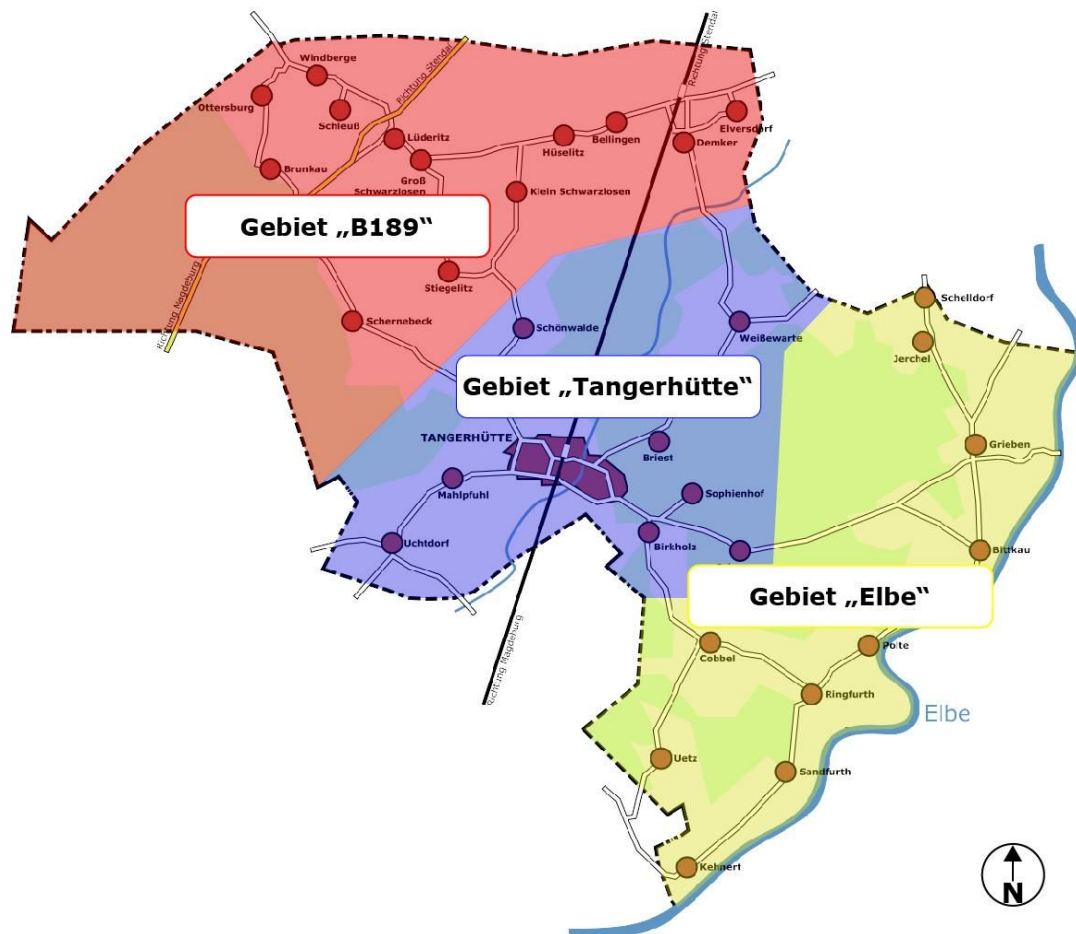 Windberge
Richtung Stendal
Richtung Stendal
Ottersburg
Schleuß
Lüderitz
Bellingen
Elversdorf
Hüselitz
Demker
Brunkau
Groß
Schwarzlosen
Klein Schwarzlosen
Gebiet „B189“
Richtung Magdeburg
Stiegelitz
Schernebeck
Schönwalde
Weißewarte
Schelldorf
Jerchel
Gebiet „Tangerhütte“
TANGERHÜTTE
Briest
Grieben
Mahlpfuhl
Sophienhof
Uchtdorf
Birkholz
Bittkau
Gebiet „Elbe“
Richtung Magdeburg
Cobbel
Polte
Ringfurth
Elbe
Uetz
Sandfurth
Kehnert
N